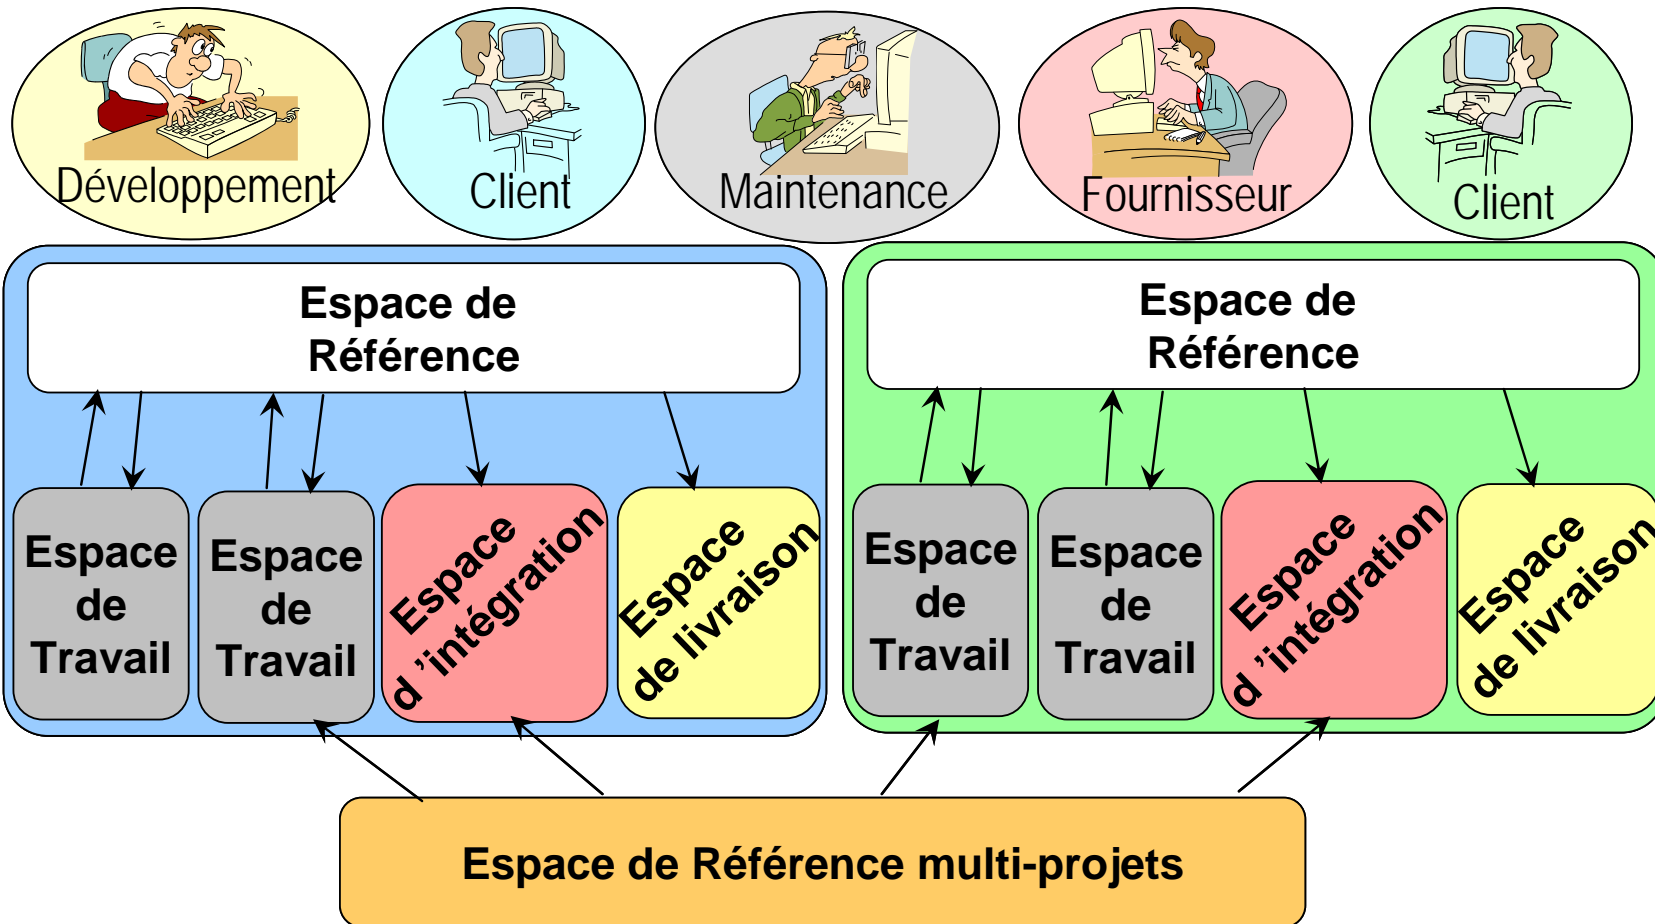 Développement
Client
Maintenance
Fournisseur
Client
Espace de
Référence
Espace de
Référence
Espace
de
Travail
Espace
de
Travail
Espace
d ’intégration
Espace
de livraison
Espace
de
Travail
Espace
de
Travail
Espace
d ’intégration
Espace
de livraison
Espace de Référence multi-projets